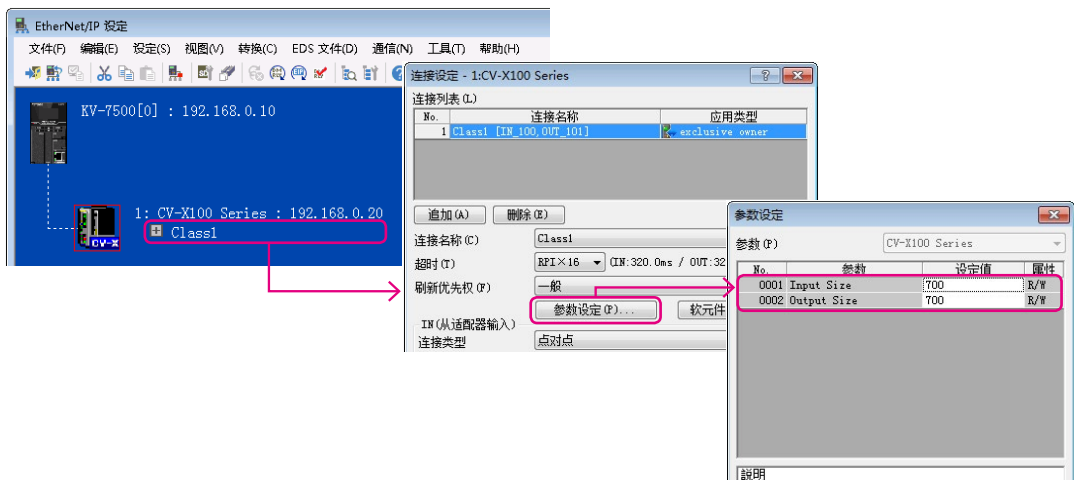 EtherNet/IP 设定
文件(F) 编辑(E) 设定(S) 视图(V) 转换(C) EDS 文件(D) 通信(N) 工具(T) 帮助(H)
KV-7500[0] : 192.168.0.10
CV-X
1: CV-X100 Series : 192.168.0.20
Class1
连接设定 - 1:CV-X100 Series
连接列表(L)
No. 连接名称 应用类型
1 Class1 [IN_100,OUT_101] exclusive owner
追加(A) 删除(E)
连接名称(C) Class1
超时(T) RPI×16 (IN:320.0ms / OUT:32
刷新优先权(P) 一般
参数设定(P)... 软元件
IN(从适配器输入)
连接类型 点对点
参数设定
参数(P) CV-X100 Series
No. 参数 设定值 属性
0001 Input Size 700 R/W
0002 Output Size 700 R/W
説明